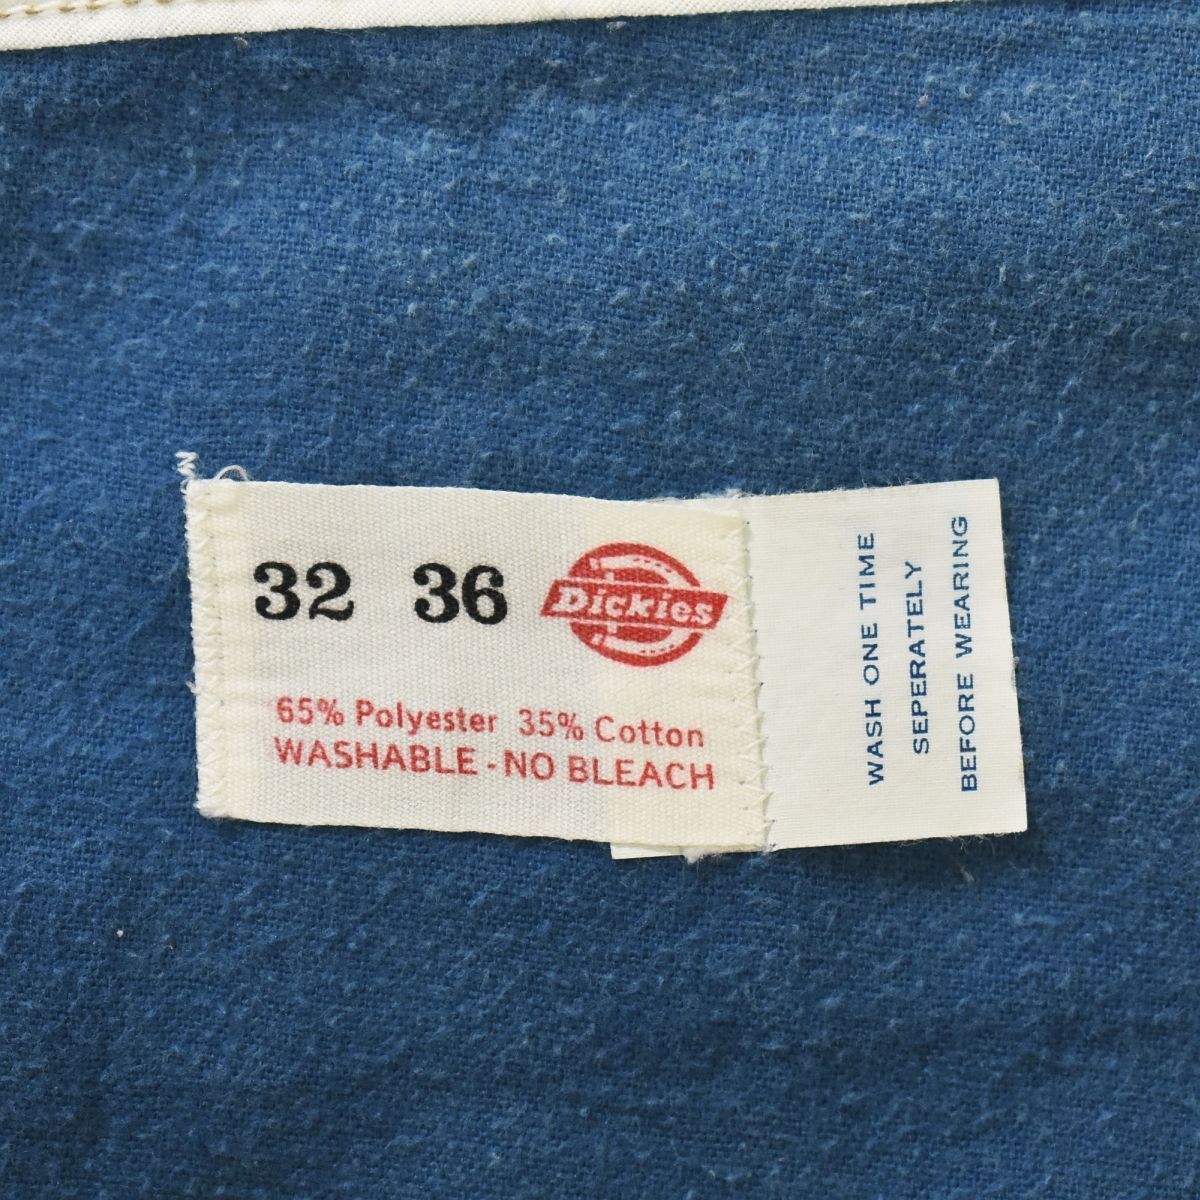 32 36
Dickies
65% Polyester 35% Cotton
WASHABLE - NO BLEACH
WASH ONE TIME
SEPERATELY
BEFORE WEARING